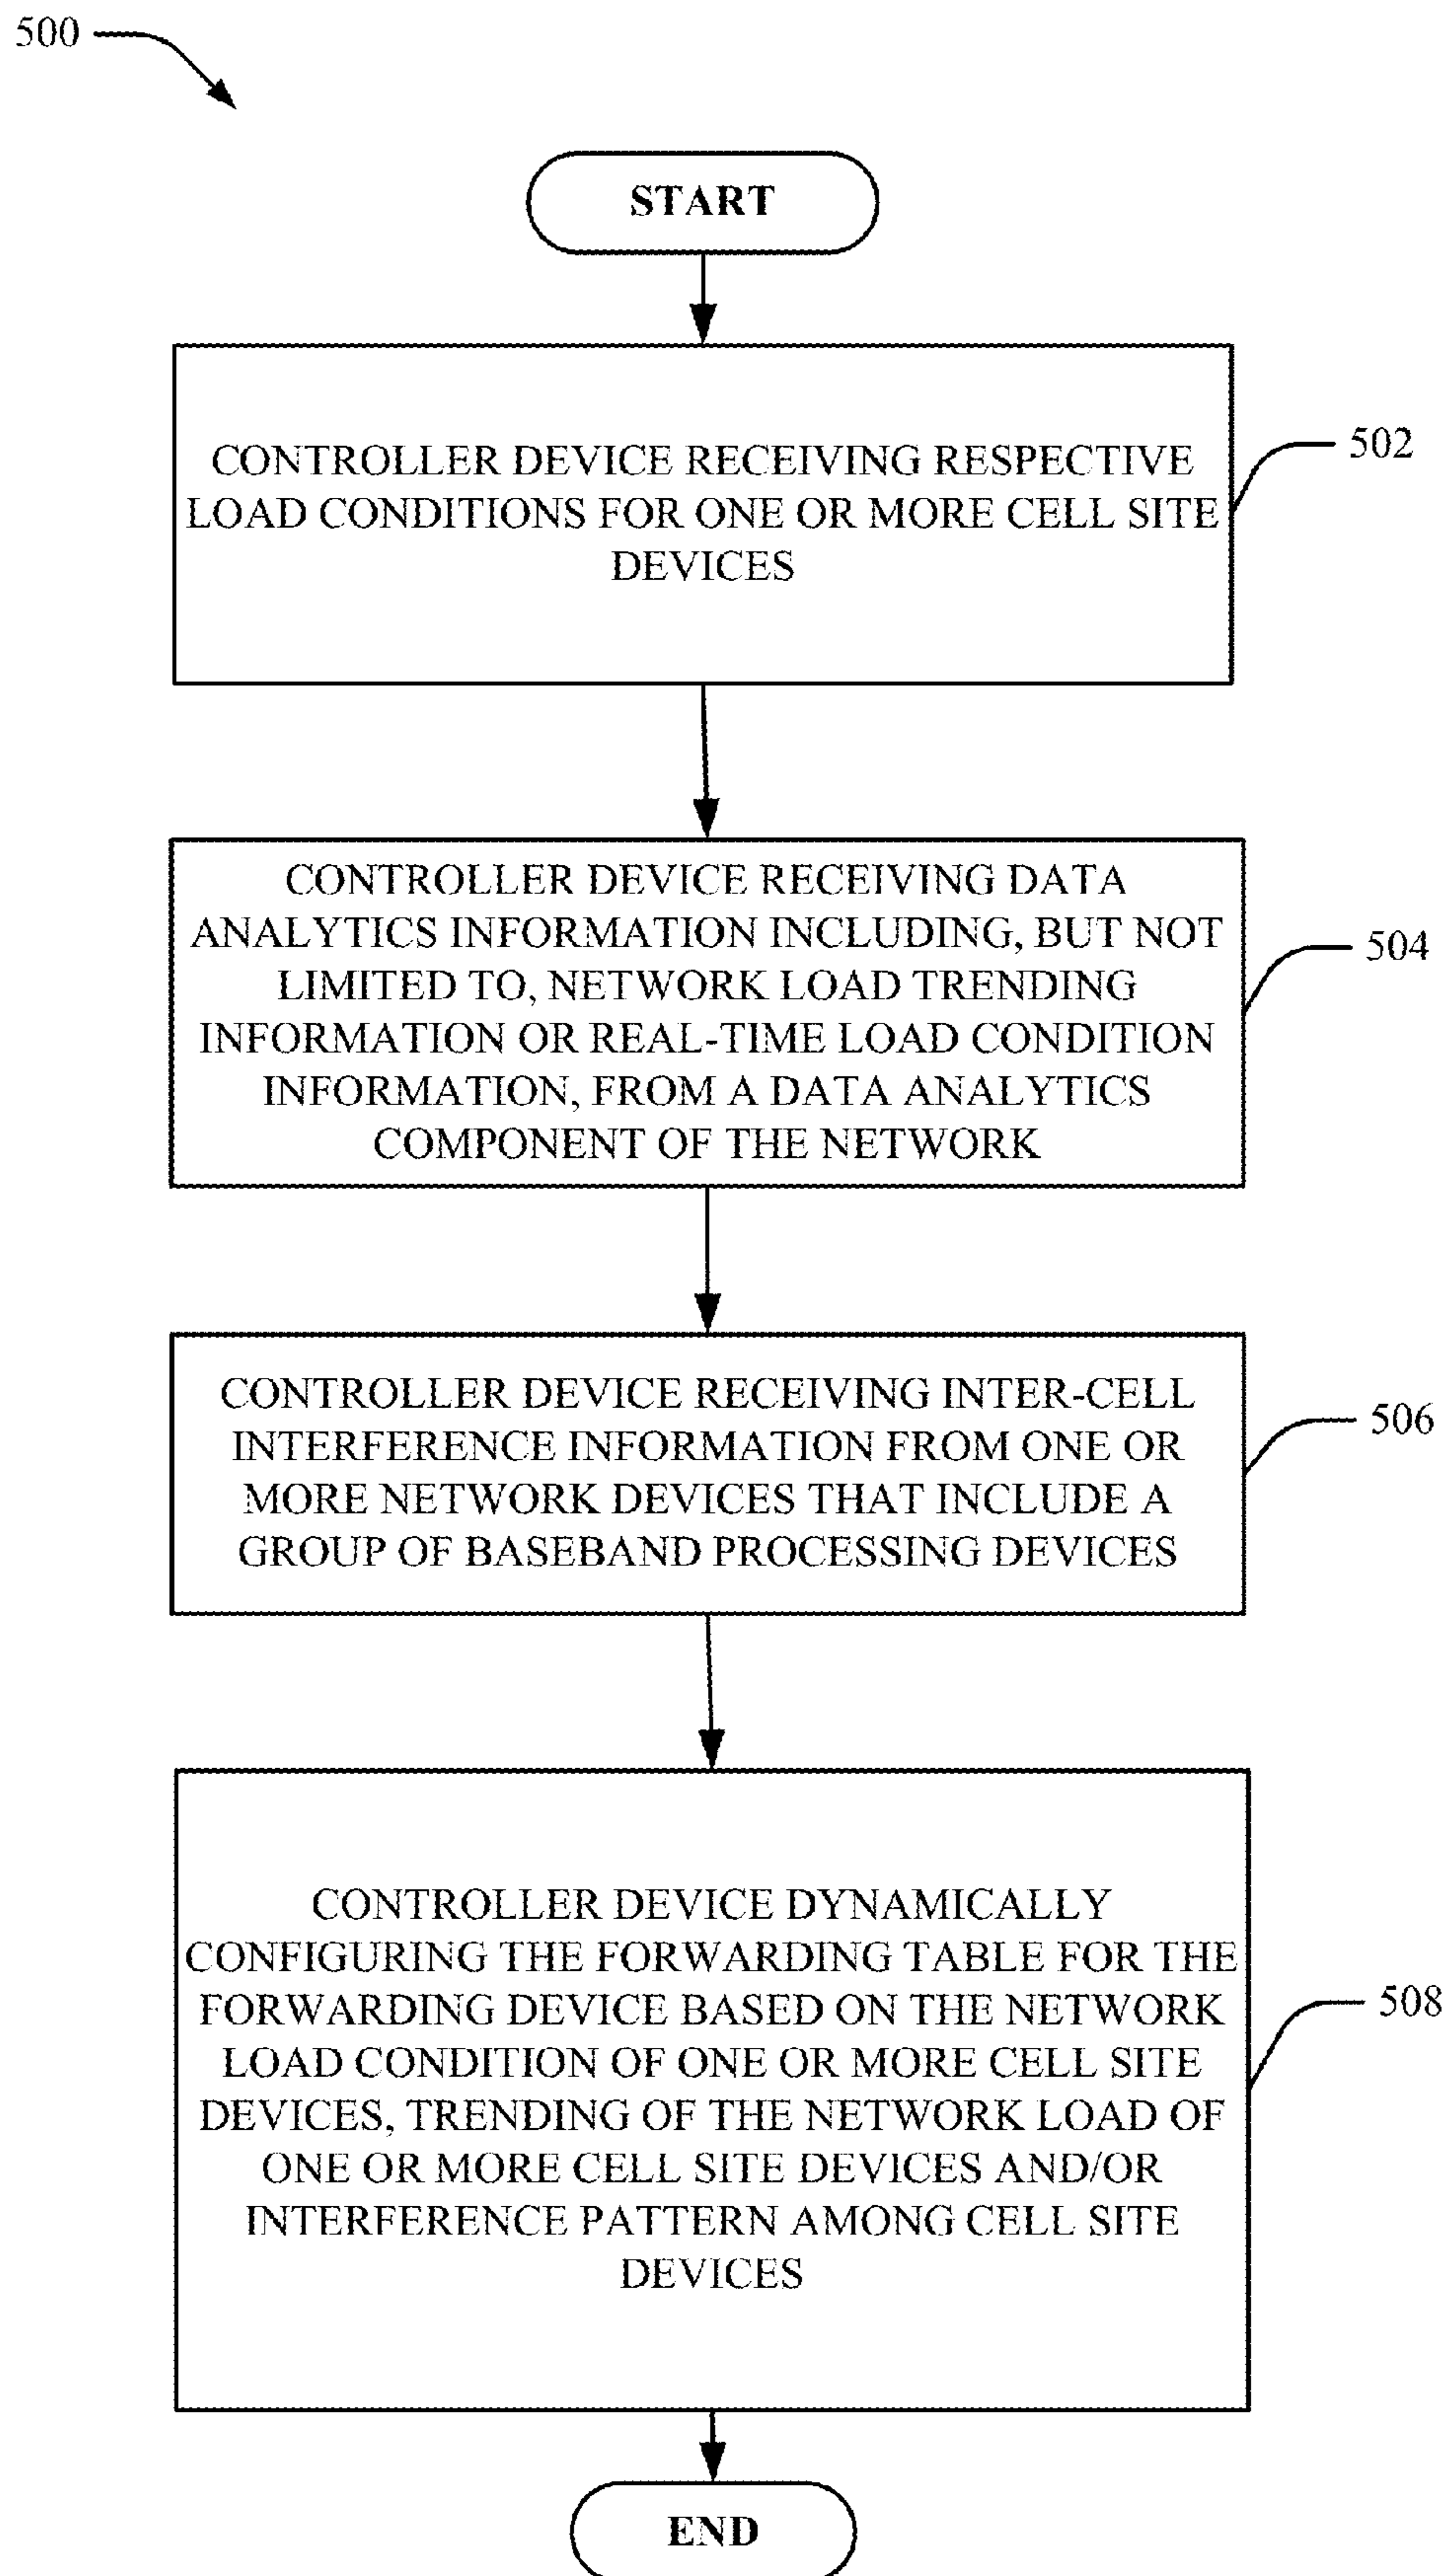 500
START
CONTROLLER DEVICE RECEIVING RESPECTIVE
LOAD CONDITIONS FOR ONE OR MORE CELL SITE
DEVICES
502
CONTROLLER DEVICE RECEIVING DATA
ANALYTICS INFORMATION INCLUDING, BUT NOT
LIMITED TO, NETWORK LOAD TRENDING
INFORMATION OR REAL-TIME LOAD CONDITION
INFORMATION, FROM A DATA ANALYTICS
COMPONENT OF THE NETWORK
504
CONTROLLER DEVICE RECEIVING INTER-CELL
INTERFERENCE INFORMATION FROM ONE OR
MORE NETWORK DEVICES THAT INCLUDE A
GROUP OF BASEBAND PROCESSING DEVICES
506
CONTROLLER DEVICE DYNAMICALLY
CONFIGURING THE FORWARDING TABLE FOR THE
FORWARDING DEVICE BASED ON THE NETWORK
LOAD CONDITION OF ONE OR MORE CELL SITE
DEVICES, TRENDING OF THE NETWORK LOAD OF
ONE OR MORE CELL SITE DEVICES AND/OR
INTERFERENCE PATTERN AMONG CELL SITE
DEVICES
508
END